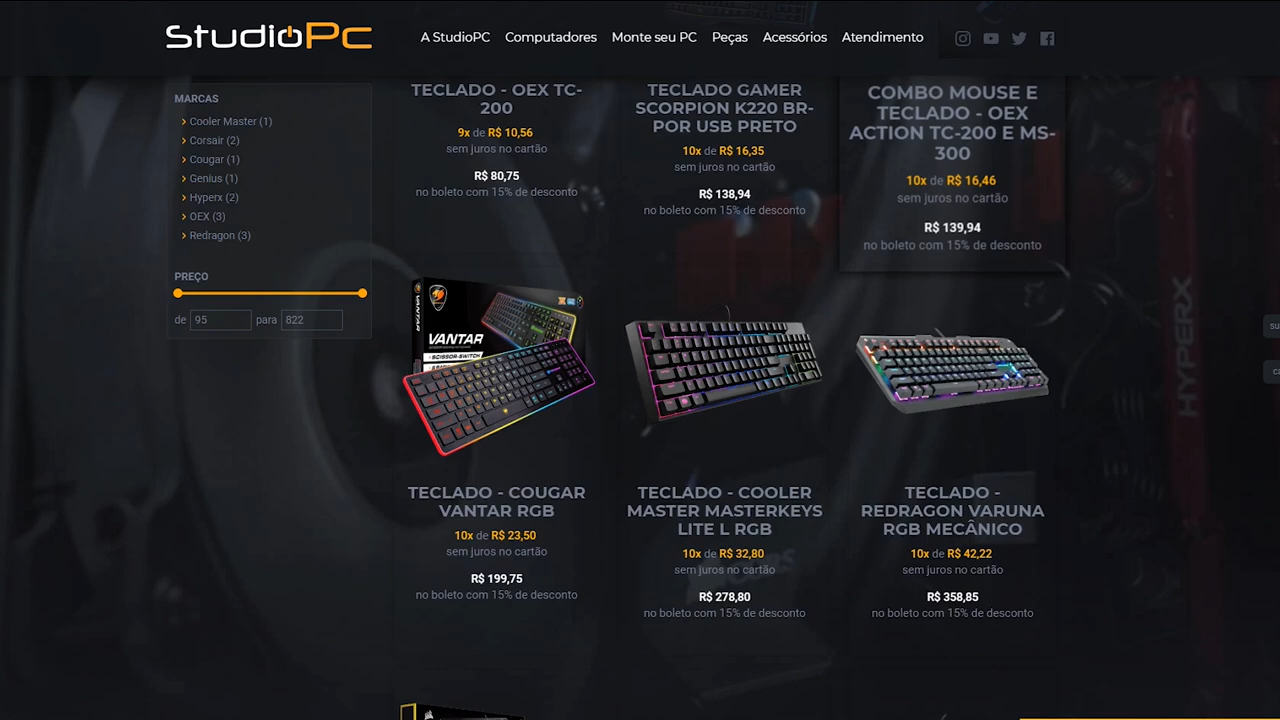 StudioPc
A StudioPC Computadores Monte seu PC Peças Acessórios Atendimento
MARCAS
Cooler Master (1)
Corsair (2)
Cougar (1)
Genius (1)
Hyperx (2)
OEX (3)
Redragon (3)
PREÇO
de 95 para 822
TECLADO - OEX TC-
200
9x de R$ 10,56
sem juros no cartão
R$ 80,75
no boleto com 15% de desconto
TECLADO GAMER
SCORPION K220 BR-
POR USB PRETO
10x de R$ 16,35
sem juros no cartão
R$ 138,94
no boleto com 15% de desconto
COMBO MOUSE E
TECLADO - OEX
ACTION TC-200 E MS-
300
10x de R$ 16,46
sem juros no cartão
R$ 139,94
no boleto com 15% de desconto
VANTAR
SCISSOR-SWITCH
HYPERX
TECLADO - COUGAR
VANTAR RGB
10x de R$ 23,50
sem juros no cartão
R$ 199,75
no boleto com 15% de desconto
TECLADO - COOLER
MASTER MASTERKEYS
LITE L RGB
10x de R$ 32,80
sem juros no cartão
R$ 278,80
no boleto com 15% de desconto
TECLADO -
REDRAGON VARUNA
RGB MECÂNICO
10x de R$ 42,22
sem juros no cartão
R$ 358,85
no boleto com 15% de desconto